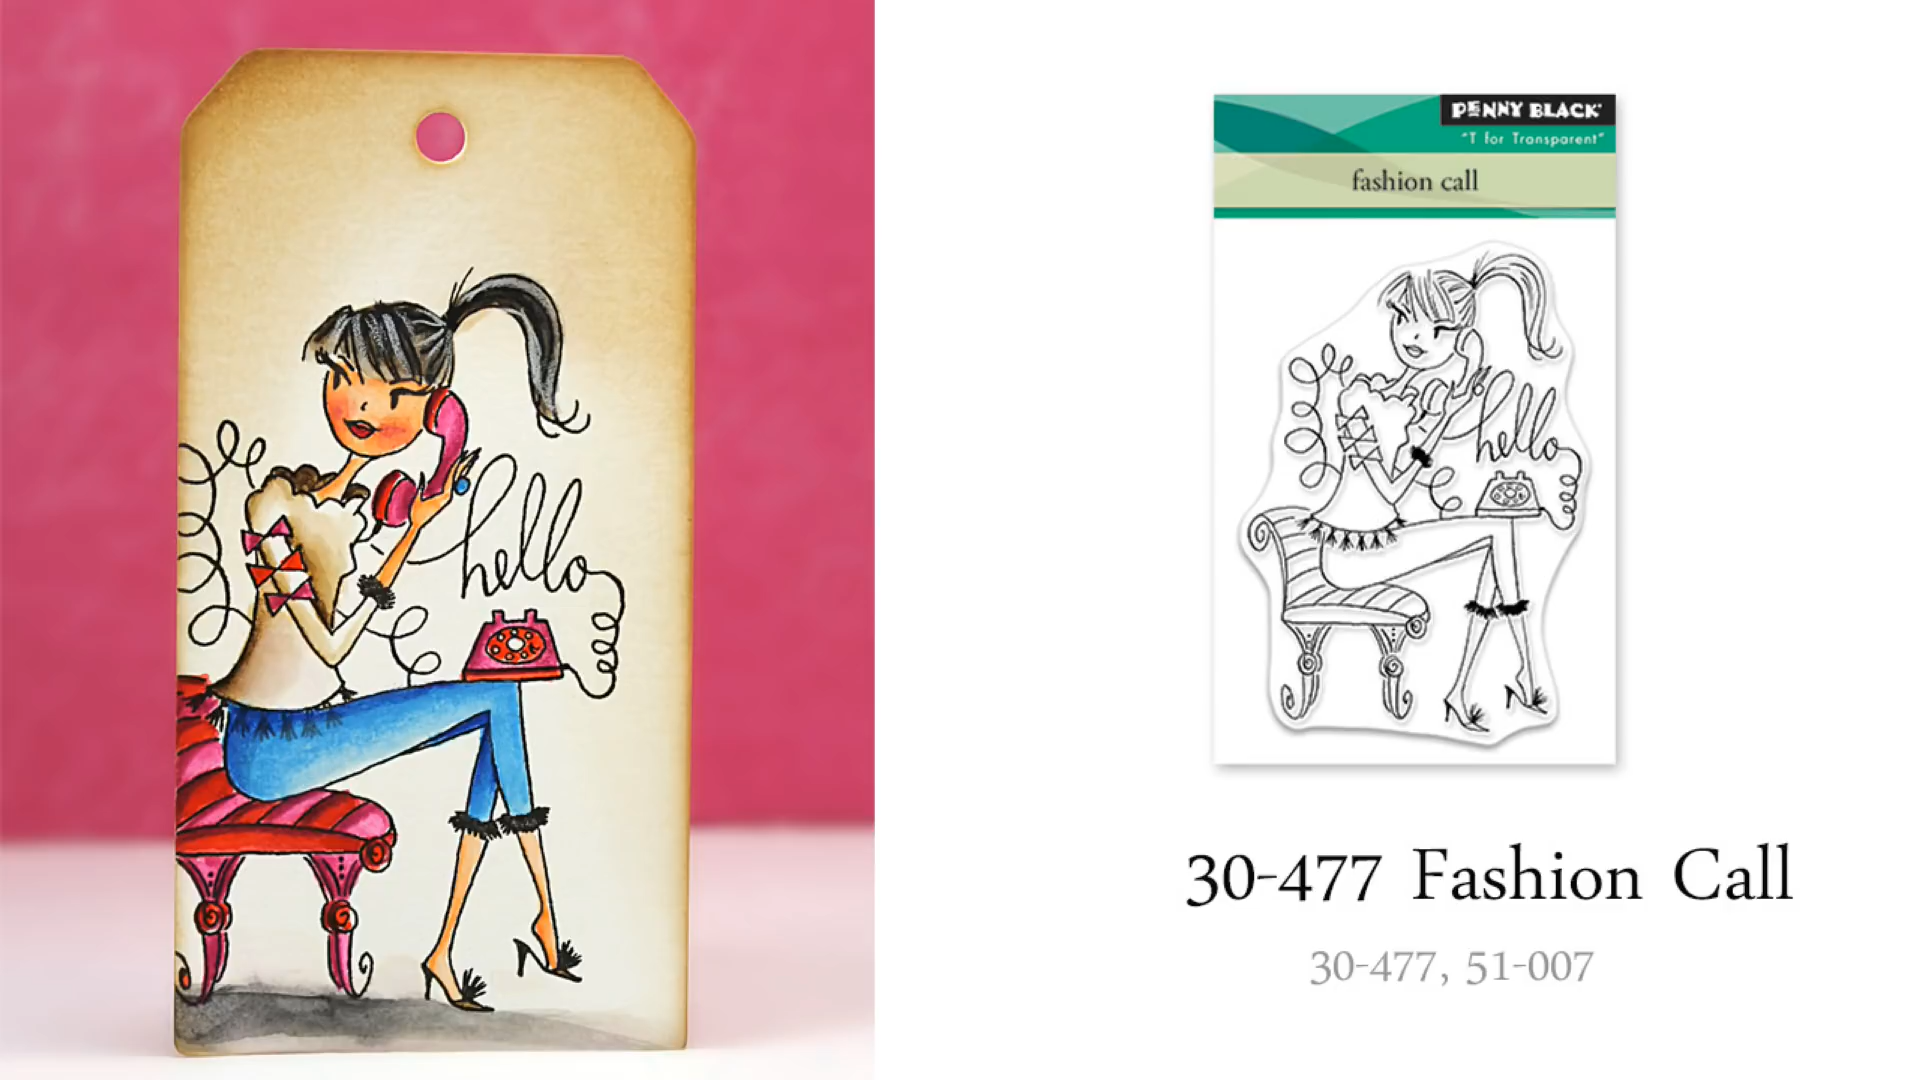 hello
PENNY BLACK
"T for Transparent"
fashion call
hello
30-477 Fashion Call
30-477, 51-007